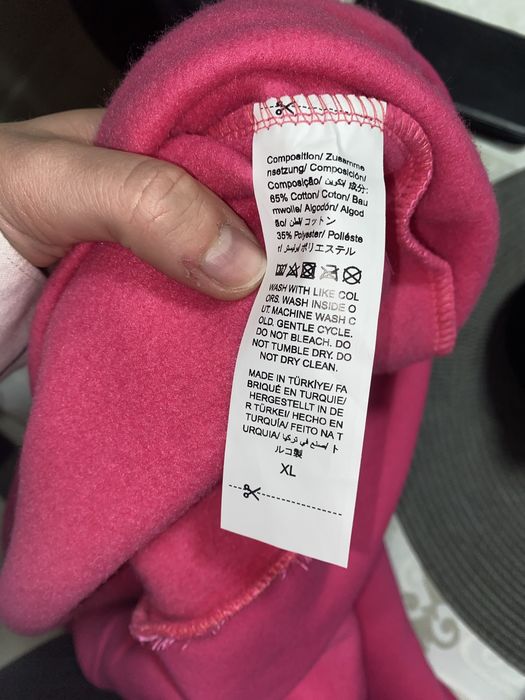 Composition/ Zusamme
nsetzung/ Composición/
Composição/ تكوين/ 成分:
65% Cotton/ Coton/ Bau
mwolle/ Algodón/ Algod
ão/ قطن/ コットン
35% Polyester/ Poliéste
r/ بوليستر/ ポリエステル
WASH WITH LIKE COL
ORS. WASH INSIDE O
UT. MACHINE WASH C
OLD. GENTLE CYCLE.
DO NOT BLEACH. DO
NOT TUMBLE DRY. DO
NOT DRY CLEAN.
MADE IN TÜRKİYE/ FA
BRIQUÉ EN TURQUIE/
HERGESTELLT IN DE
R TÜRKEI/ HECHO EN
TURQUÍA/ FEITO NA T
URQUIA/ صنع في تركيا/ ト
ルコ製
XL